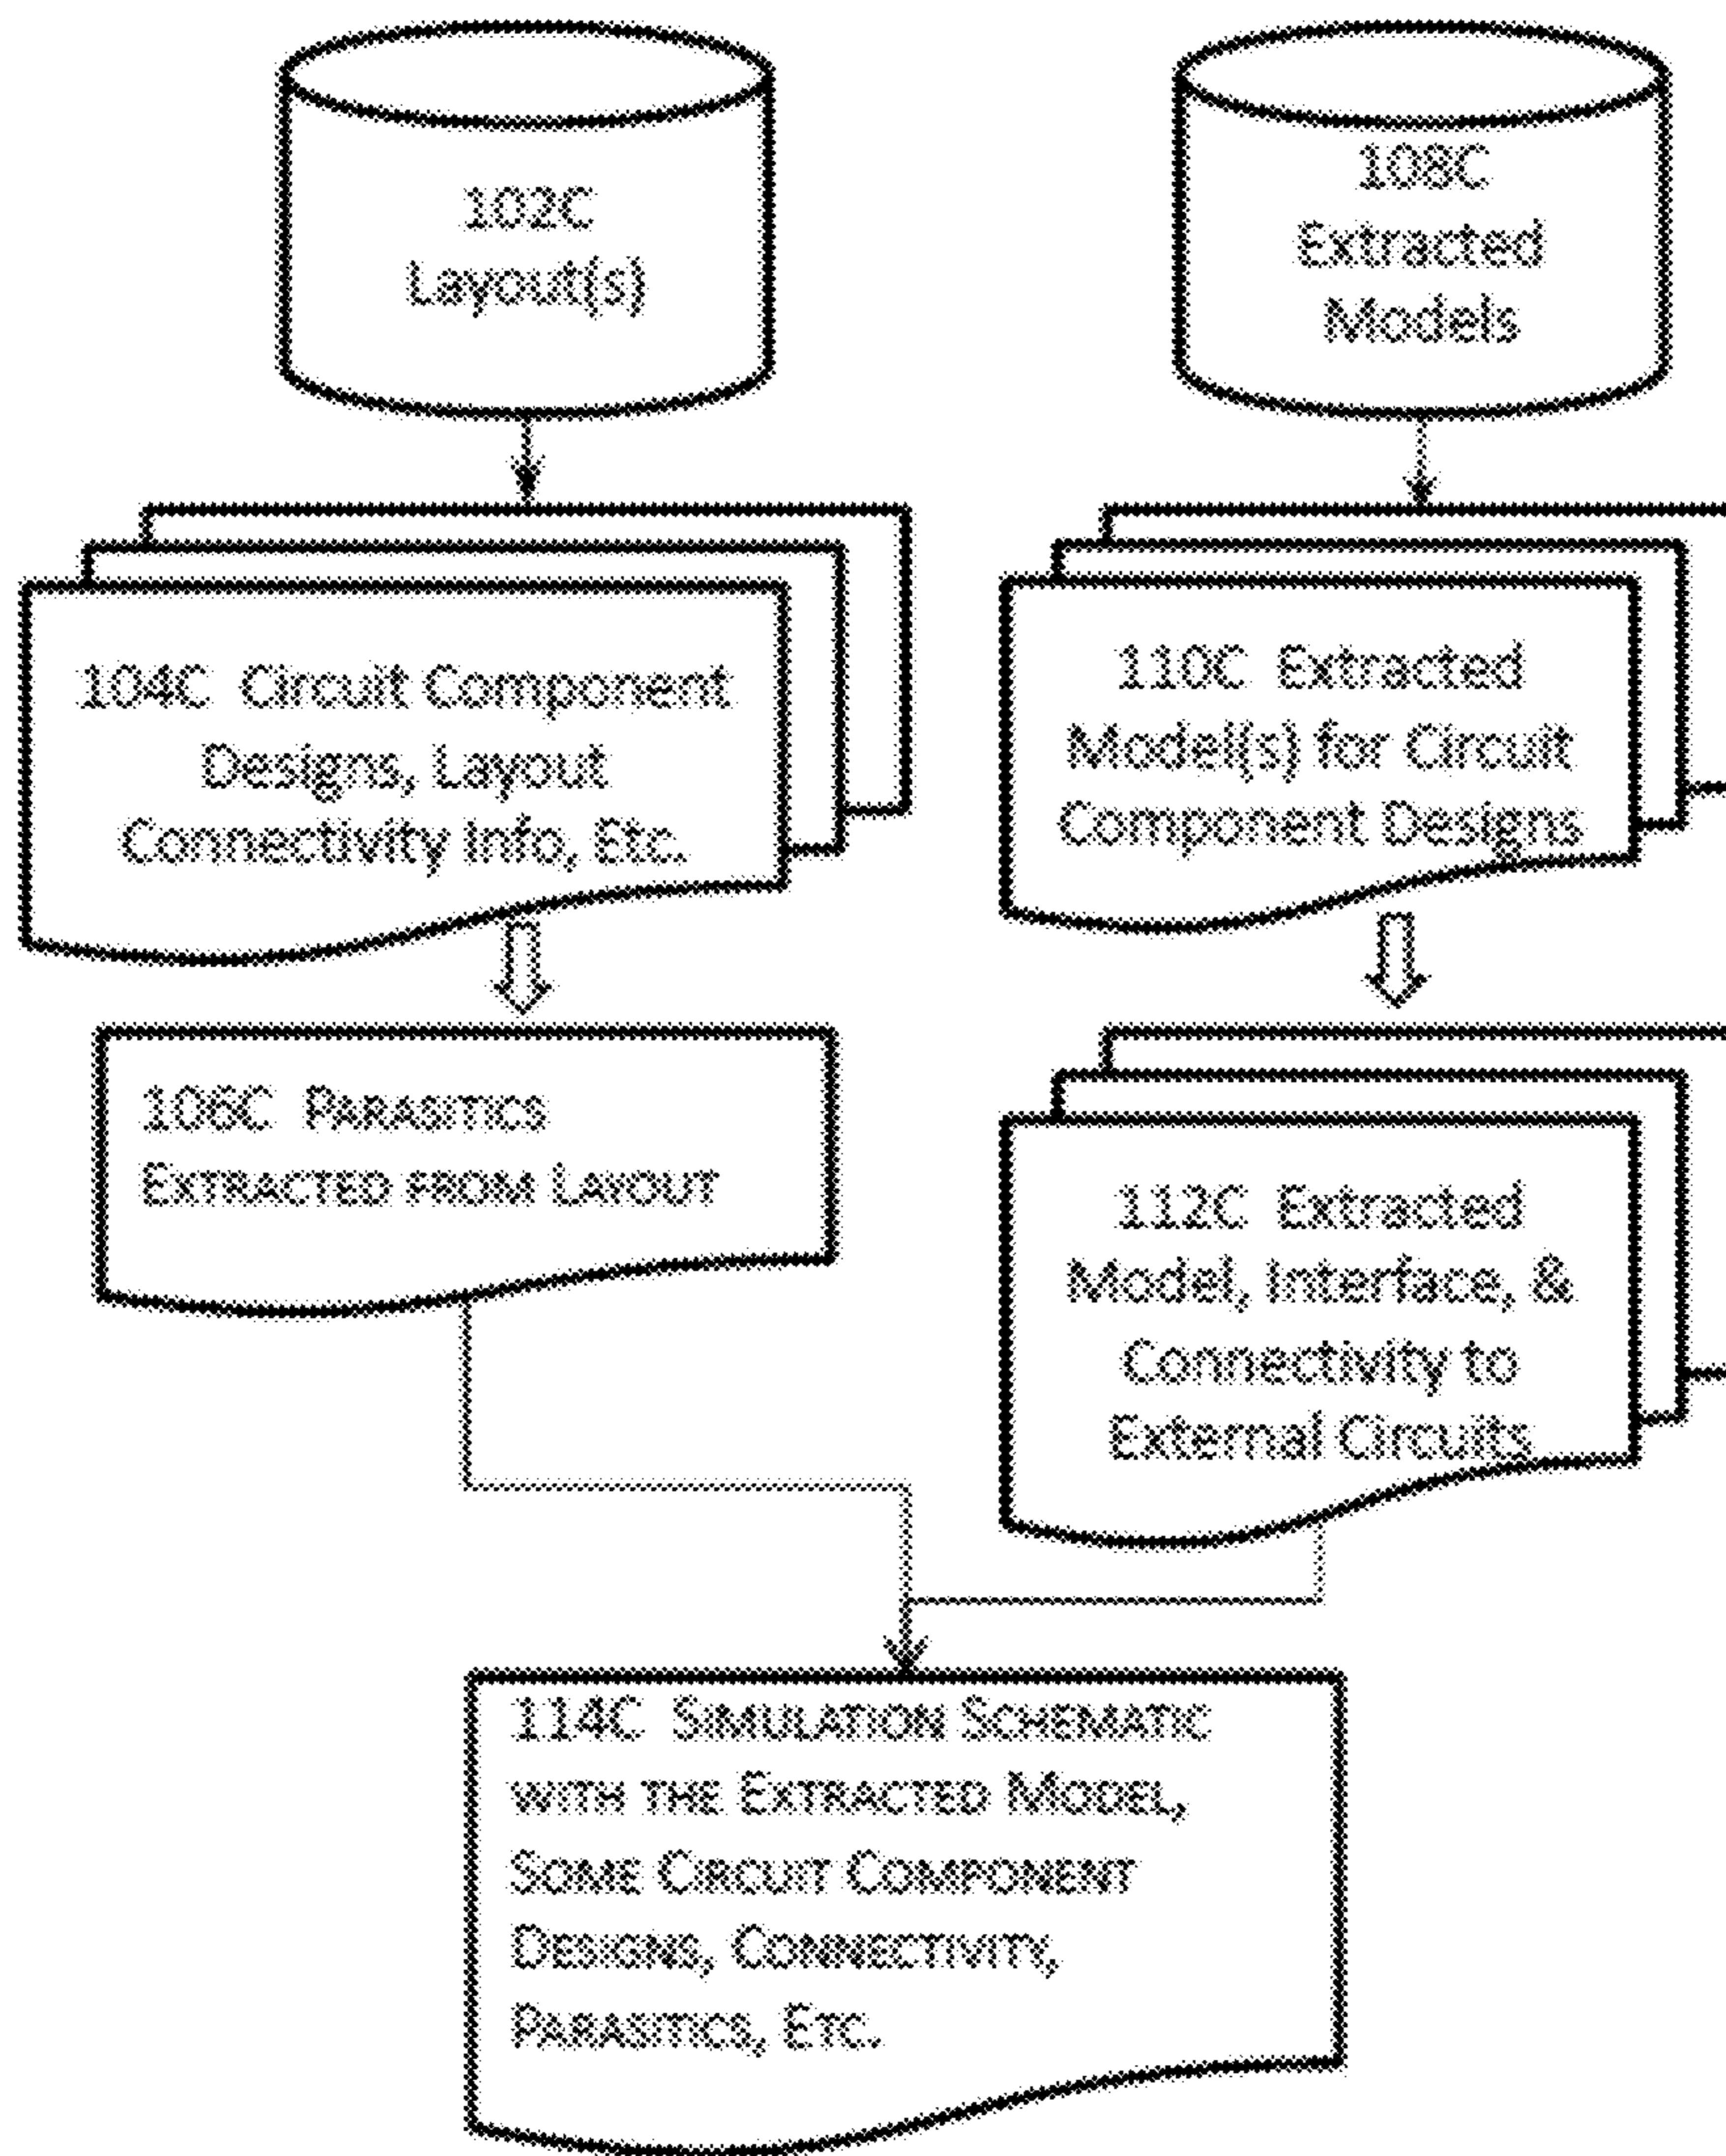 102C
Layout(s)
104C Circuit Component
Designs, Layout
Connectivity Info, Etc.
106C PARASITICS
EXTRACTED FROM LAYOUT
108C
Extracted
Models
110C Extracted
Model(s) for Circuit
Component Designs
112C Extracted
Model, Interface, &
Connectivity to
External Circuits
114C SIMULATION SCHEMATIC
WITH THE EXTRACTED MODEL,
SOME CIRCUIT COMPONENT
DESIGNS, CONNECTIVITY,
PARASITICS, ETC.